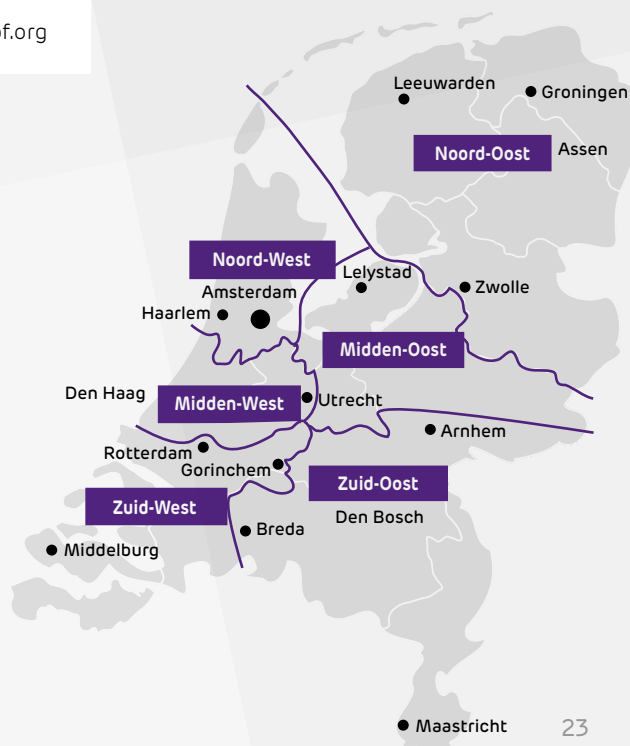 of.org
Leeuwarden
Groningen
Noord-Oost
Assen
Noord-West
Lelystad
Amsterdam
Zwolle
Haarlem
Midden-Oost
Den Haag
Midden-West
Utrecht
Arnhem
Rotterdam
Gorinchem
Zuid-Oost
Zuid-West
Den Bosch
Breda
Middelburg
Maastricht
23